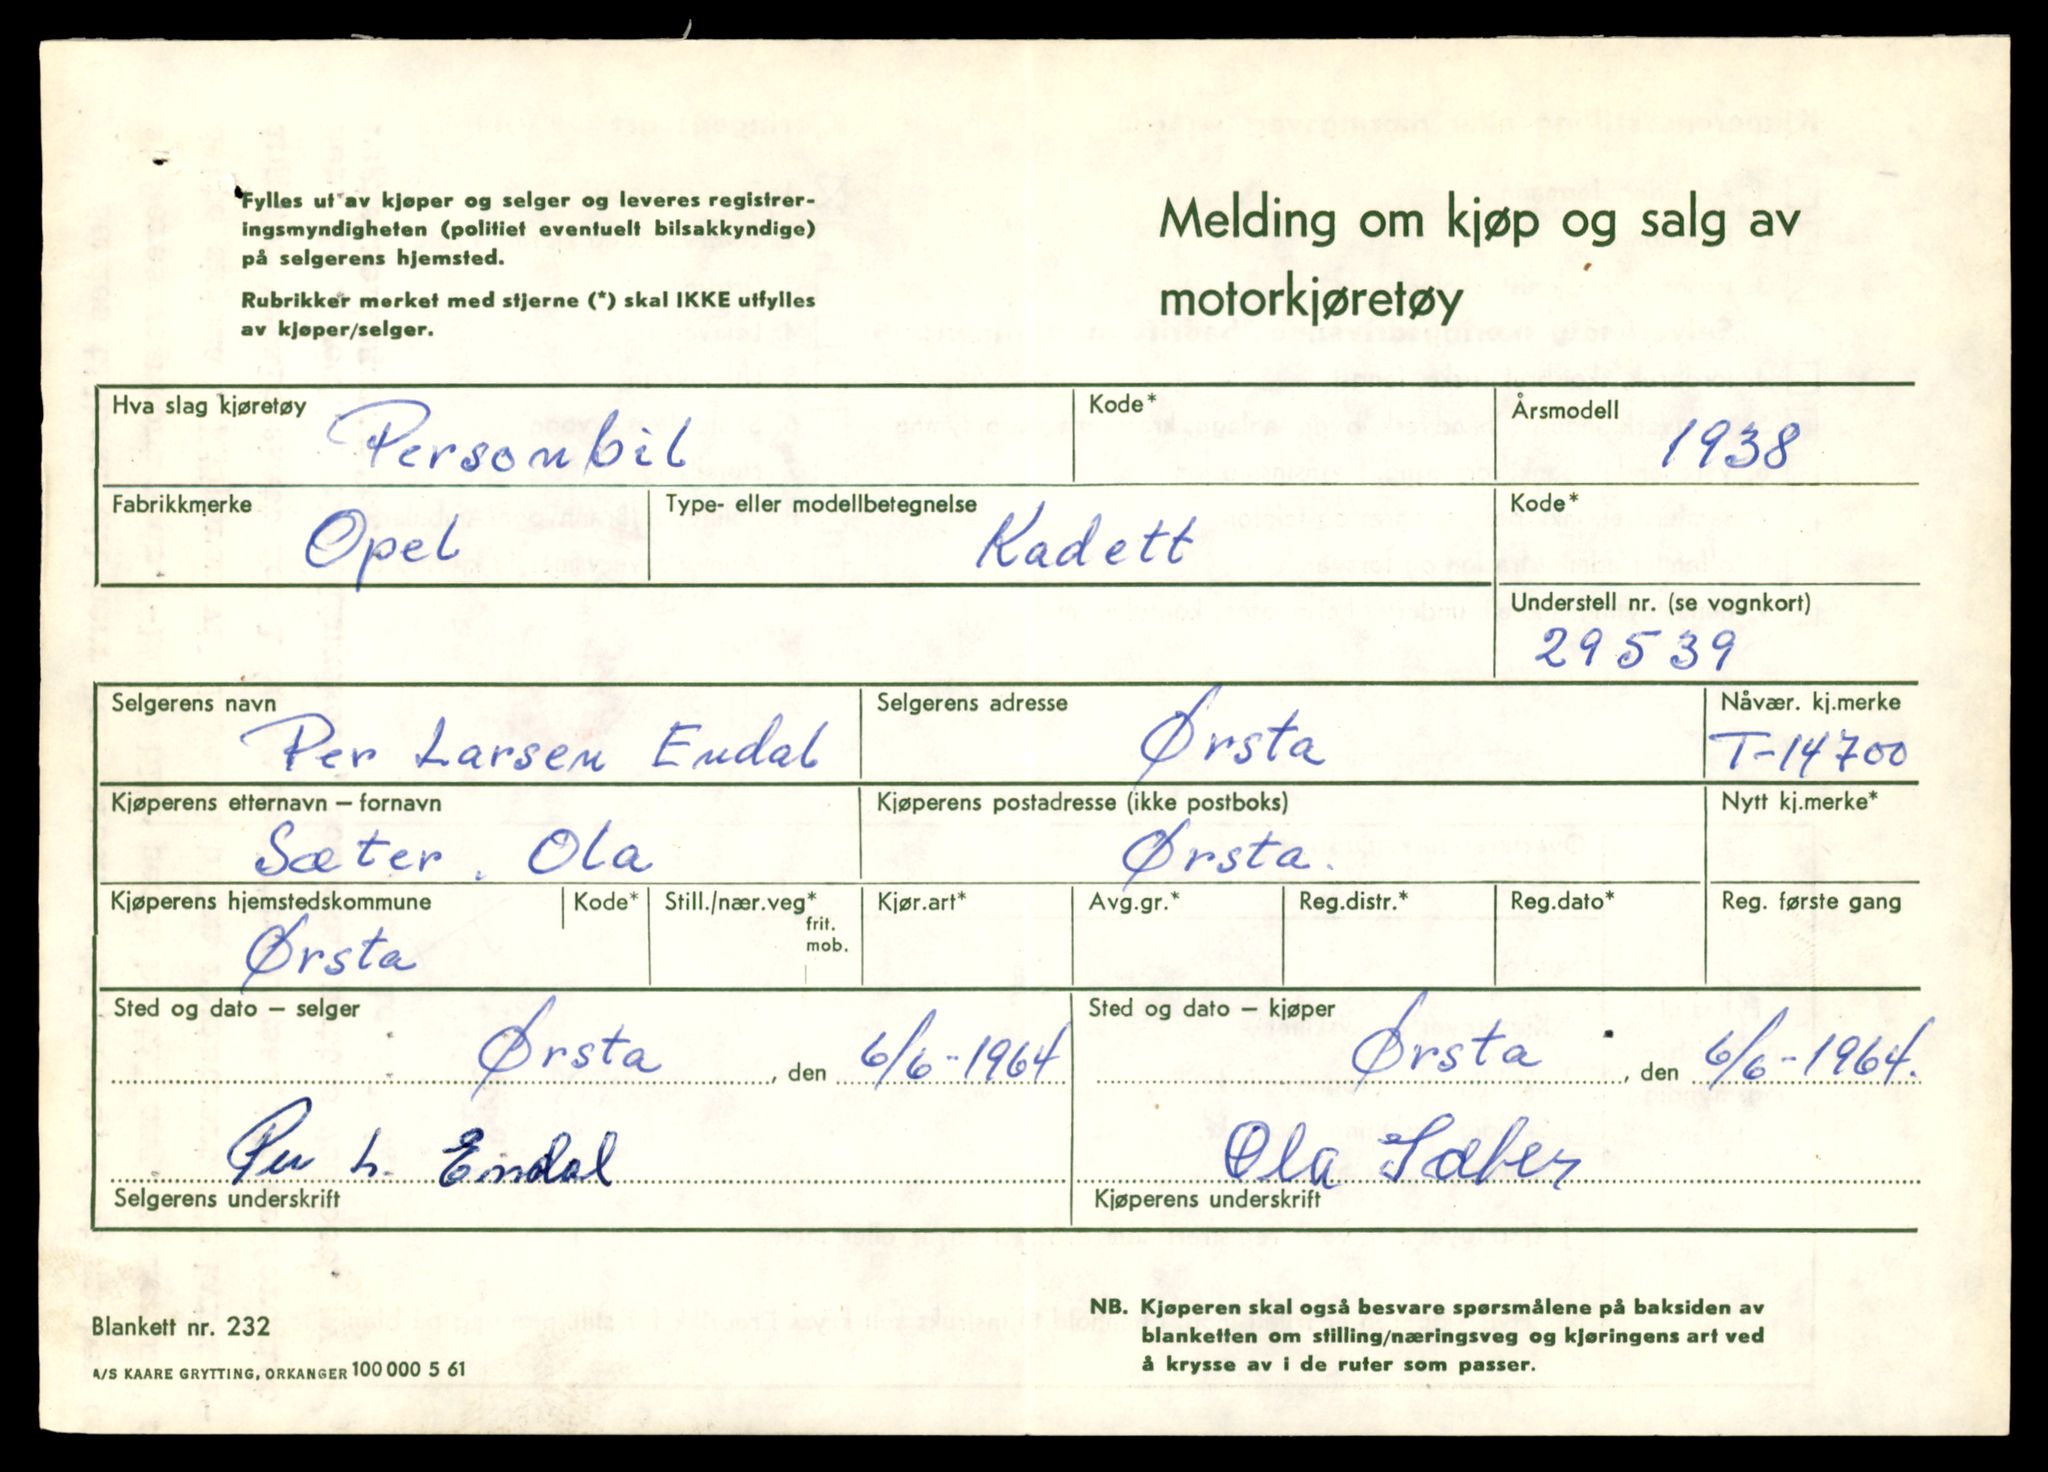 Fylles ut av kjøper og selger og leveres registrer-
ingsmyndigheten (politiet eventuelt bilsakkyndige)
på selgerens hjemsted.
Rubrikker merket med stjerne (*) skal IKKE utfylles
av kjøper/selger.
Melding om kjøp og salg av
motorkjøretøy
Hva slag kjøretøy
Personbil
Kode*
Årsmodell
1938
Fabrikkmerke
Opel
Type- eller modellbetegnelse
Kadett
Kode*
Understell nr. (se vognkort)
29539
Selgerens navn
Per Larsen Endal
Selgerens adresse
Ørsta
Nåvær. kj.merke
T-14700
Kjøperens etternavn – fornavn
Sæter. Ola
Kjøperens postadresse (ikke postboks)
Ørsta.
Nytt kj.merke*
Kjøperens hjemstedskommune
Ørsta
Kode*
Still./nær.veg*
frit.
mob.
Kjør.art*
Avg.gr.*
Reg.distr.*
Reg.dato*
Reg. første gang
Sted og dato – selger
Ørsta, den 6/6-1964
Per L. Endal
Selgerens underskrift
Sted og dato – kjøper
Ørsta, den 6/6-1964.
Ola Sæter
Kjøperens underskrift
Blankett nr. 232
A/S KAARE GRYTTING, ORKANGER 100 000 5 61
NB. Kjøperen skal også besvare spørsmålene på baksiden av
blanketten om stilling/næringsveg og kjøringens art ved
å krysse av i de ruter som passer.